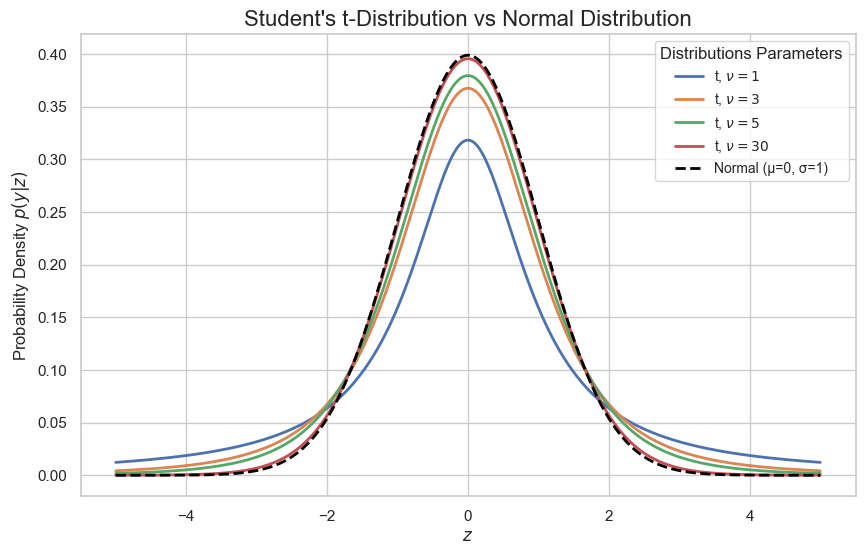 Student's t-Distribution vs Normal Distribution
Distributions Parameters
t, ν = 1
t, ν = 3
t, ν = 5
t, ν = 30
Normal (μ=0, σ=1)
Probability Density p(y|z)
0.40
0.35
0.30
0.25
0.20
0.15
0.10
0.05
0.00
−4 −2 0 2 4
z